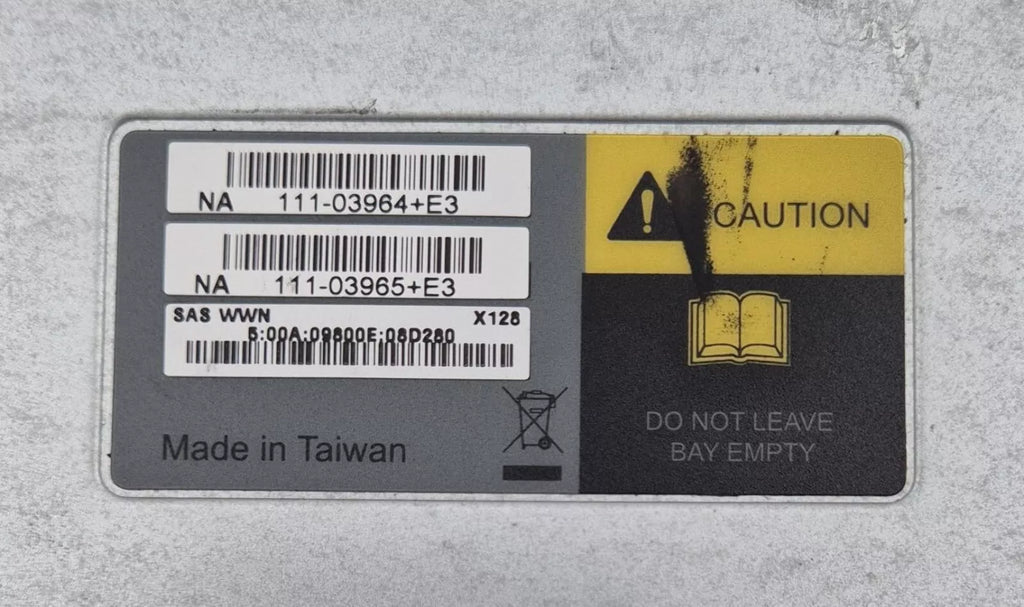 NA 111-03964+E3
NA 111-03965+E3
SAS WWN X128
5:00A:09800E:08D280
Made in Taiwan
CAUTION
DO NOT LEAVE
BAY EMPTY